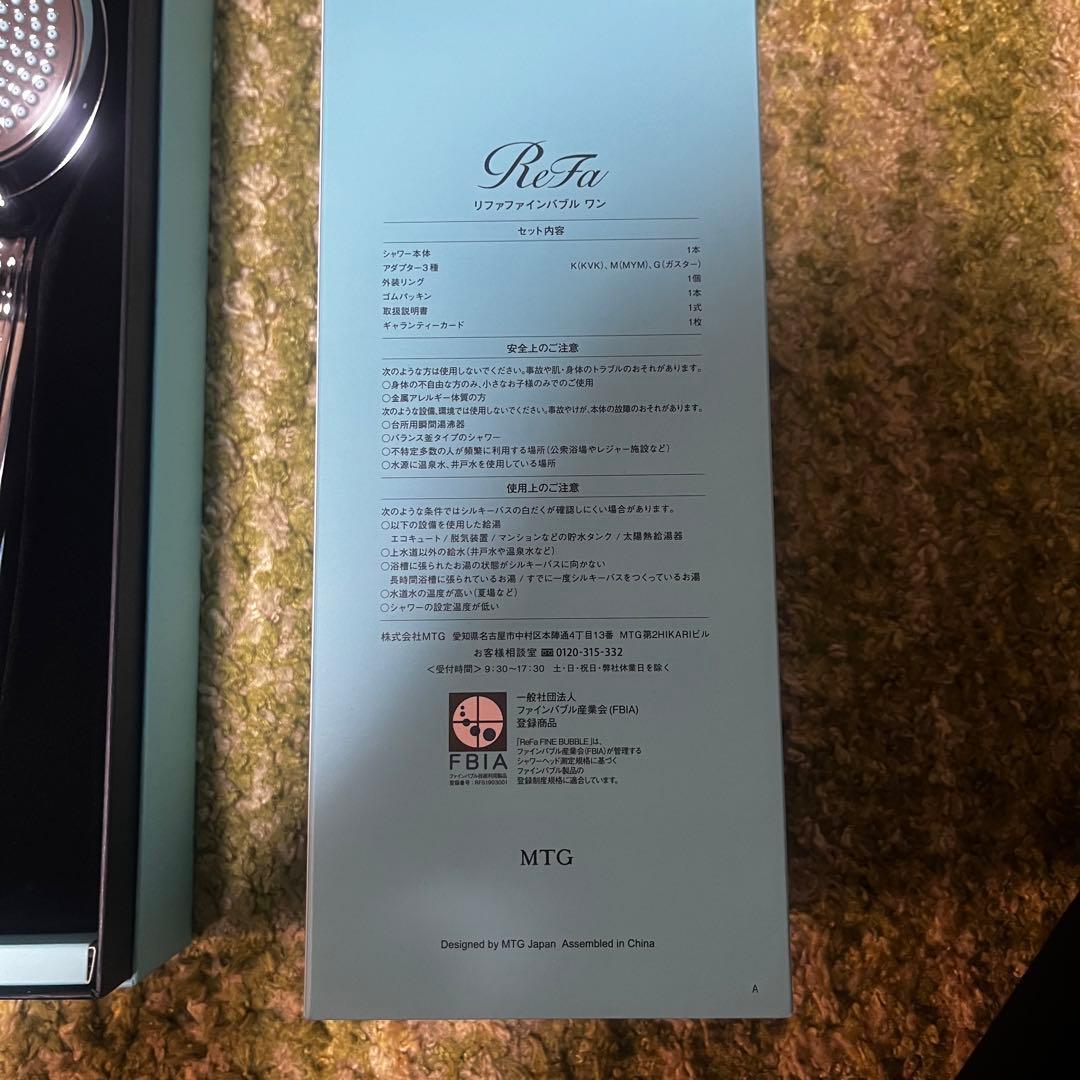 ReFa
リファファインバブル ワン
セット内容
シャワー本体 1本
アダプター3種 K(KVK)、M(MYM)、G(ガスター)
外装リング 1個
ゴムパッキン 1本
取扱説明書 1式
ギャランティーカード 1枚
安全上のご注意
次のような方は使用しないでください。事故や肌・身体のトラブルのおそれがあります。
○身体の不自由な方のみ、小さなお子様のみでのご使用
○金属アレルギー体質の方
次のような設備、環境では使用しないでください。事故やけが、本体の故障のおそれがあります。
○台所用瞬間湯沸器
○バランス釜タイプのシャワー
○不特定多数の人が頻繁に利用する場所(公衆浴場やレジャー施設など)
○水源に温泉水、井戸水を使用している場所
使用上のご注意
次のような条件ではシルキーバスの白だくが確認しにくい場合があります。
○以下の設備を使用した給湯
エコキュート / 脱気装置 / マンションなどの貯水タンク / 太陽熱給湯器
○上水道以外の給水(井戸水や温泉水など)
○浴槽に張られたお湯の状態がシルキーバスに向かない
長時間浴槽に張られているお湯 / すでに一度シルキーバスをつくっているお湯
○水道水の温度が高い(夏場など)
○シャワーの設定温度が低い
株式会社MTG 愛知県名古屋市中村区本陣通4丁目13番 MTG第2HIKARIビル
お客様相談室 0120-315-332
<受付時間> 9:30〜17:30 土・日・祝日・弊社休業日を除く
一般社団法人
ファインバブル産業会(FBIA)
登録商品
「ReFa FINE BUBBLE」は、
ファインバブル産業会(FBIA)が管理する
シャワーヘッド測定規格に基づく
ファインバブル製品の
登録制度規格に適合しています。
FBIA
ファインバブル技術利用製品
登録番号:RFS1903001
MTG
Designed by MTG Japan Assembled in China
A